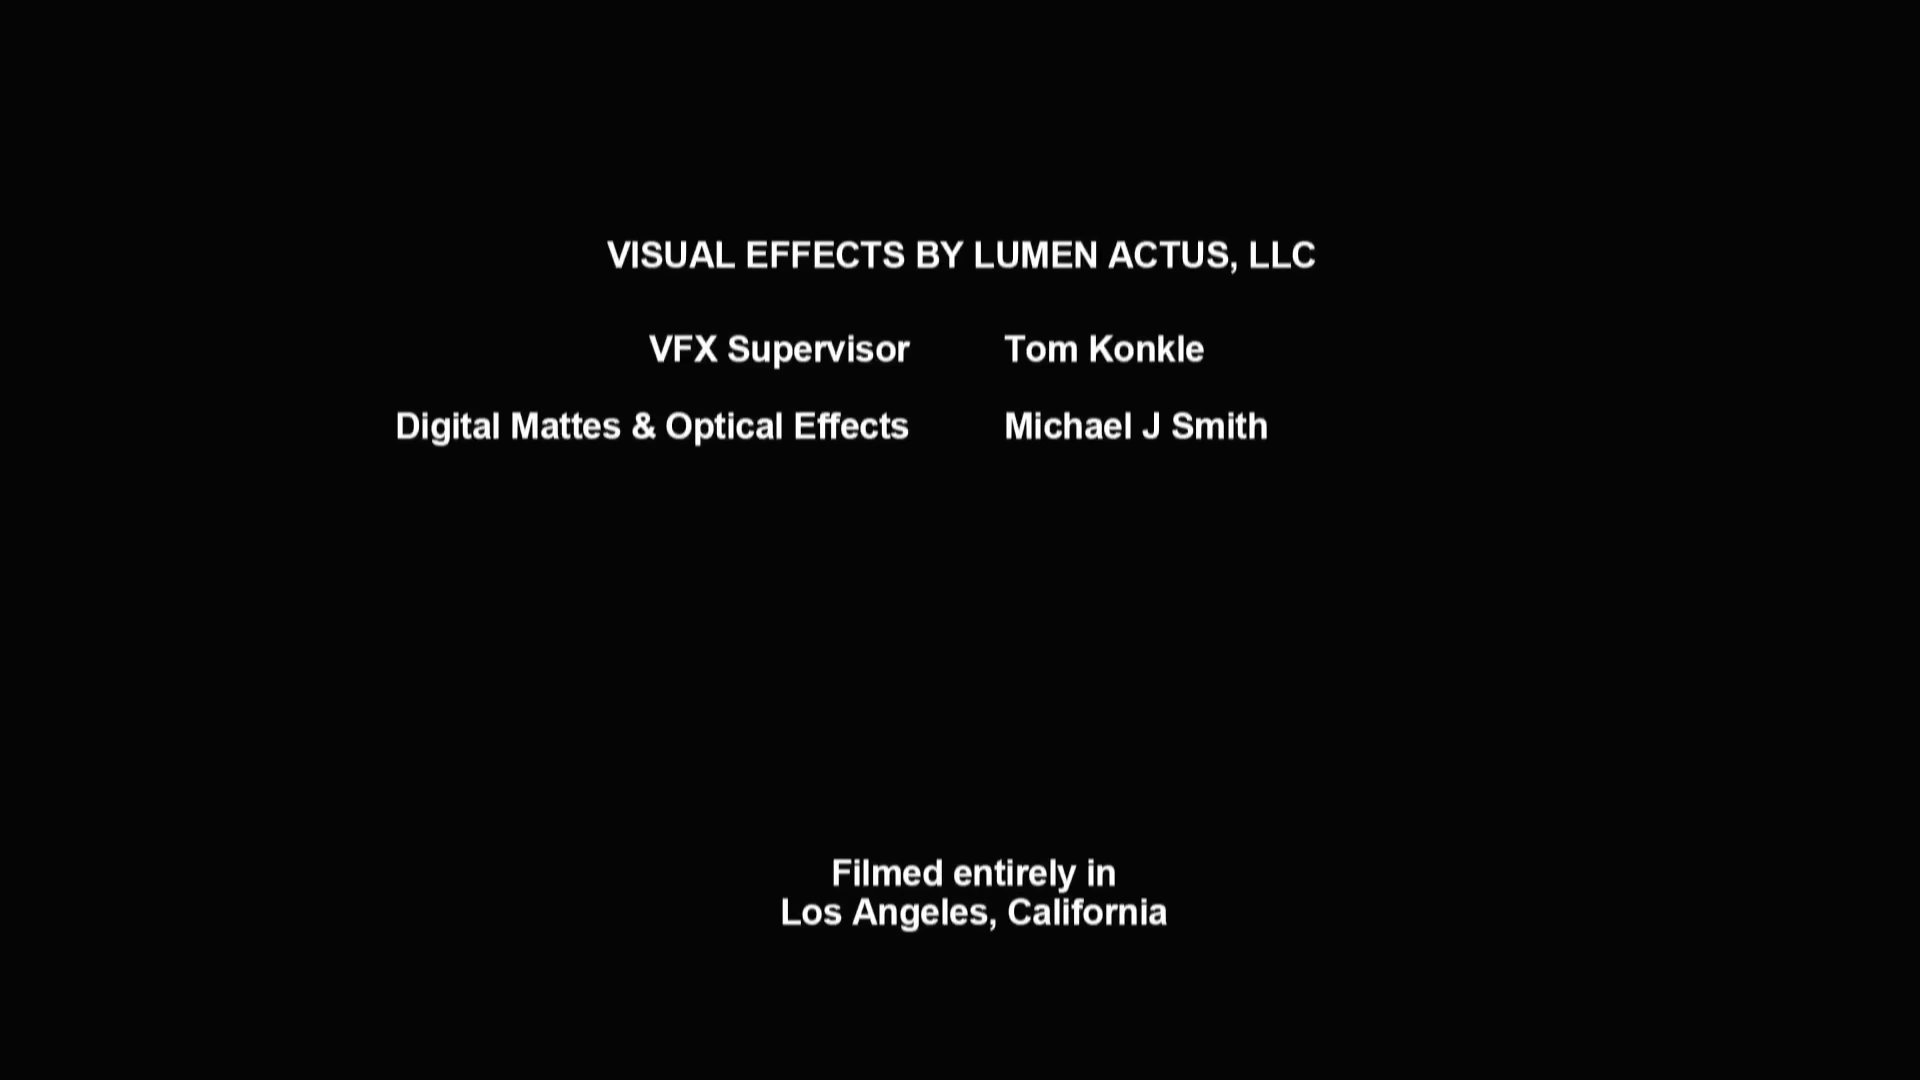 VISUAL EFFECTS BY LUMEN ACTUS, LLC
VFX Supervisor Tom Konkle
Digital Mattes & Optical Effects Michael J Smith
Filmed entirely in
Los Angeles, California